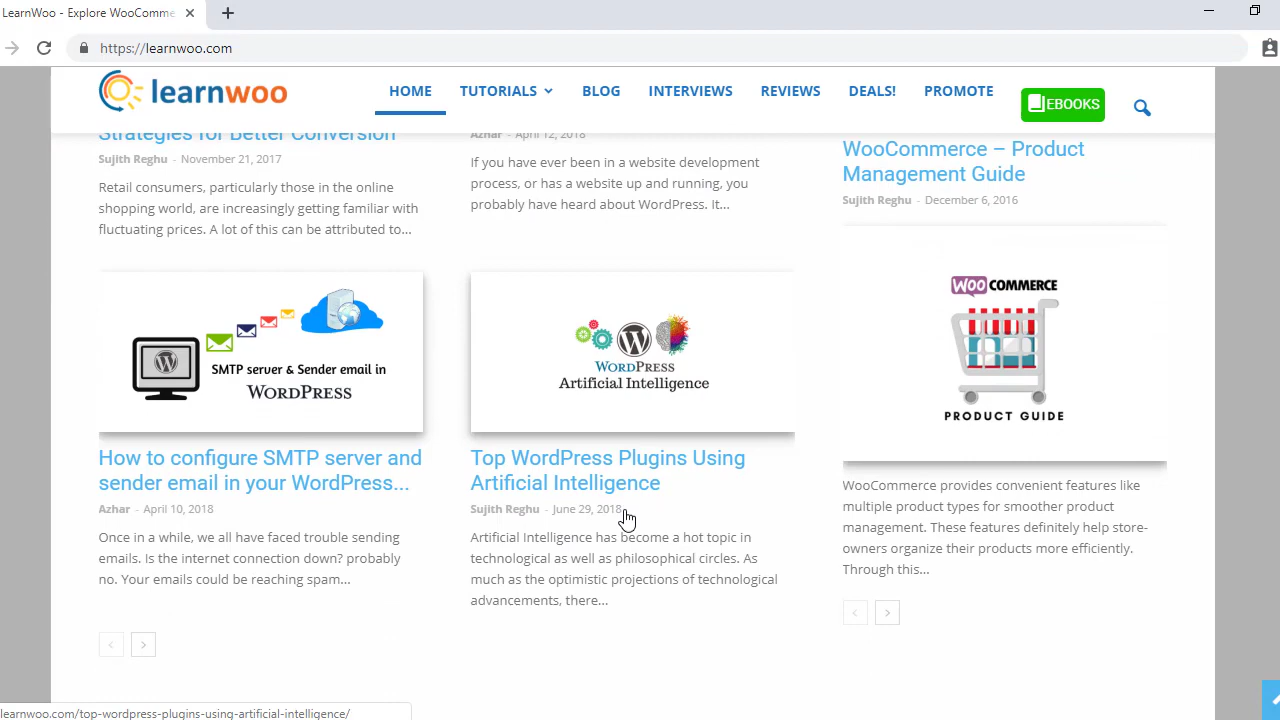 LearnWoo - Explore WooComme
https://learnwoo.com
learnwoo
HOME
TUTORIALS
BLOG
INTERVIEWS
REVIEWS
DEALS!
PROMOTE
EBOOKS
Strategies for Better Conversion
Sujith Reghu - November 21, 2017
Retail consumers, particularly those in the online
shopping world, are increasingly getting familiar with
fluctuating prices. A lot of this can be attributed to...
Azhar - April 12, 2018
If you have ever been in a website development
process, or has a website up and running, you
probably have heard about WordPress. It...
WooCommerce – Product
Management Guide
Sujith Reghu - December 6, 2016
SMTP server & Sender email in
WORDPRESS
How to configure SMTP server and
sender email in your WordPress...
Azhar - April 10, 2018
Once in a while, we all have faced trouble sending
emails. Is the internet connection down? probably
no. Your emails could be reaching spam...
WORDPRESS
Artificial Intelligence
Top WordPress Plugins Using
Artificial Intelligence
Sujith Reghu - June 29, 2018
Artificial Intelligence has become a hot topic in
technological as well as philosophical circles. As
much as the optimistic projections of technological
advancements, there...
WOO COMMERCE
PRODUCT GUIDE
WooCommerce provides convenient features like
multiple product types for smoother product
management. These features definitely help store-
owners organize their products more efficiently.
Through this...
learnwoo.com/top-wordpress-plugins-using-artificial-intelligence/